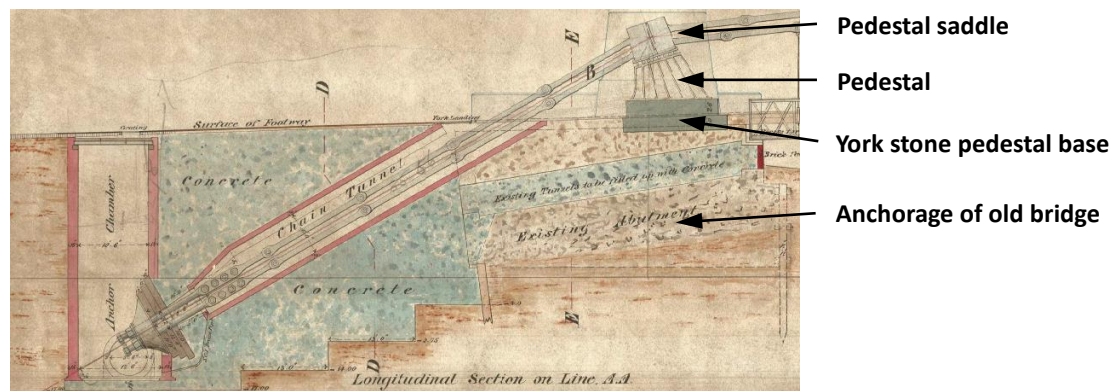 Pedestal saddle
Pedestal
York stone pedestal base
Anchorage of old bridge
E
B
D
Surface of Footway
York Landing
Grating
Concrete
Chain Tunnel
Chamber
Anchor
Existing Tunnels to be filled up with Concrete
Existing Abutment
Concrete
E
D
Longitudinal Section on Line A.A.